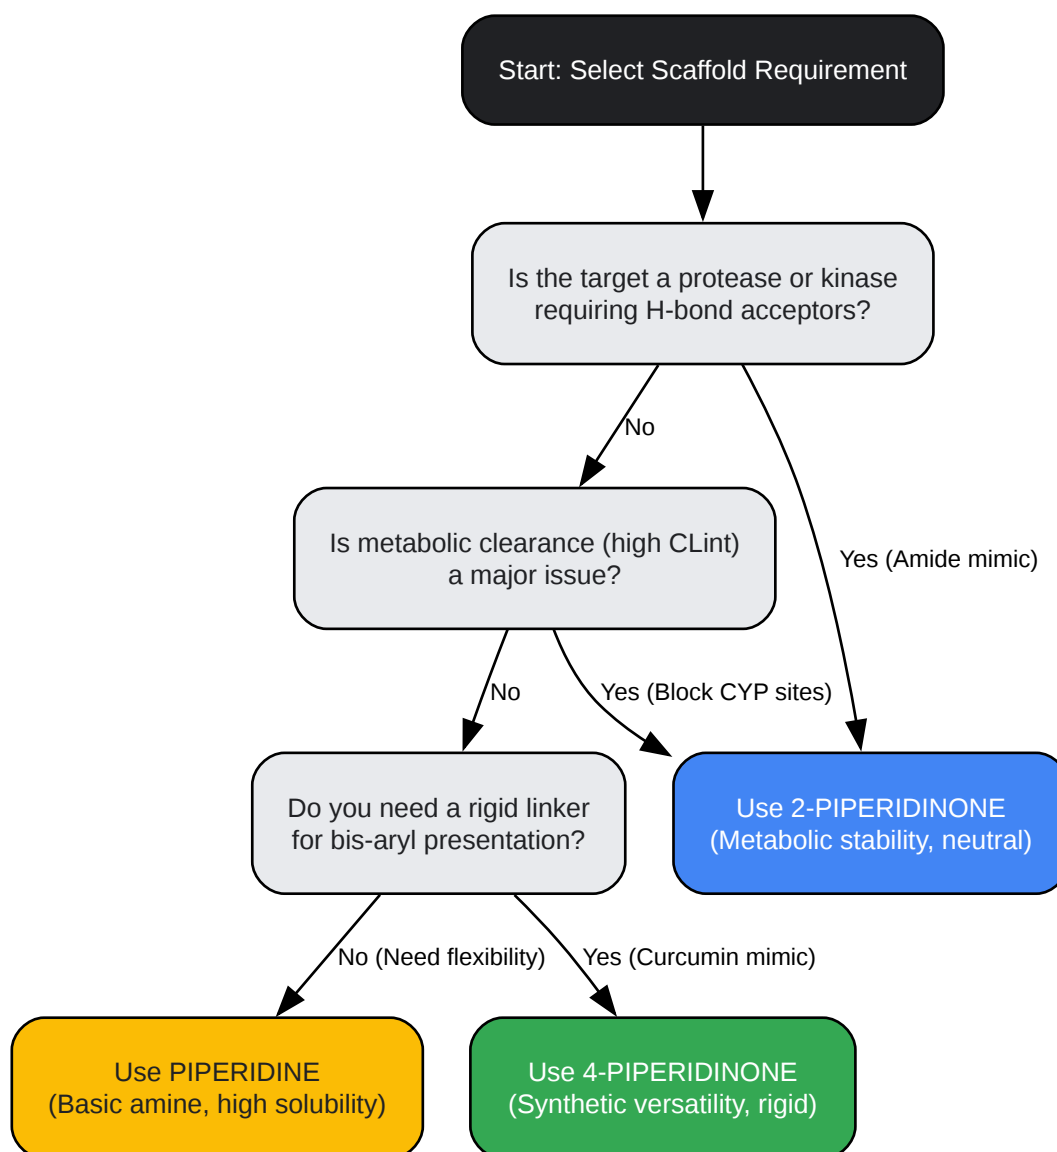 Start: Select Scaffold Requirement
Is the target a protease or kinase
requiring H-bond acceptors?
No
Is metabolic clearance (high CLint)
a major issue?
Yes (Amide mimic)
No
Yes (Block CYP sites)
Do you need a rigid linker
for bis-aryl presentation?
Use 2-PIPERIDINONE
(Metabolic stability, neutral)
No (Need flexibility)
Yes (Curcumin mimic)
Use PIPERIDINE
(Basic amine, high solubility)
Use 4-PIPERIDINONE
(Synthetic versatility, rigid)